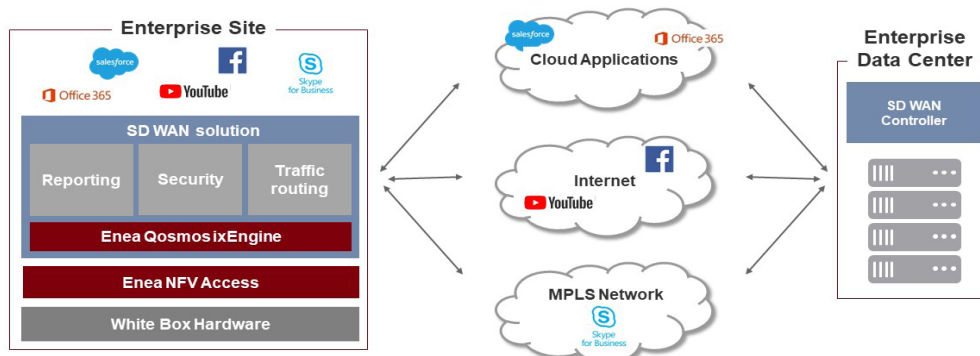 Enterprise Site
salesforce
Office 365
YouTube
Skype
for Business
SD WAN solution
Reporting
Security
Traffic
routing
Enea Qosmos ixEngine
Enea NFV Access
White Box Hardware
salesforce
Office 365
Cloud Applications
Internet
YouTube
MPLS Network
Skype
for Business
Enterprise
Data Center
SD WAN
Controller